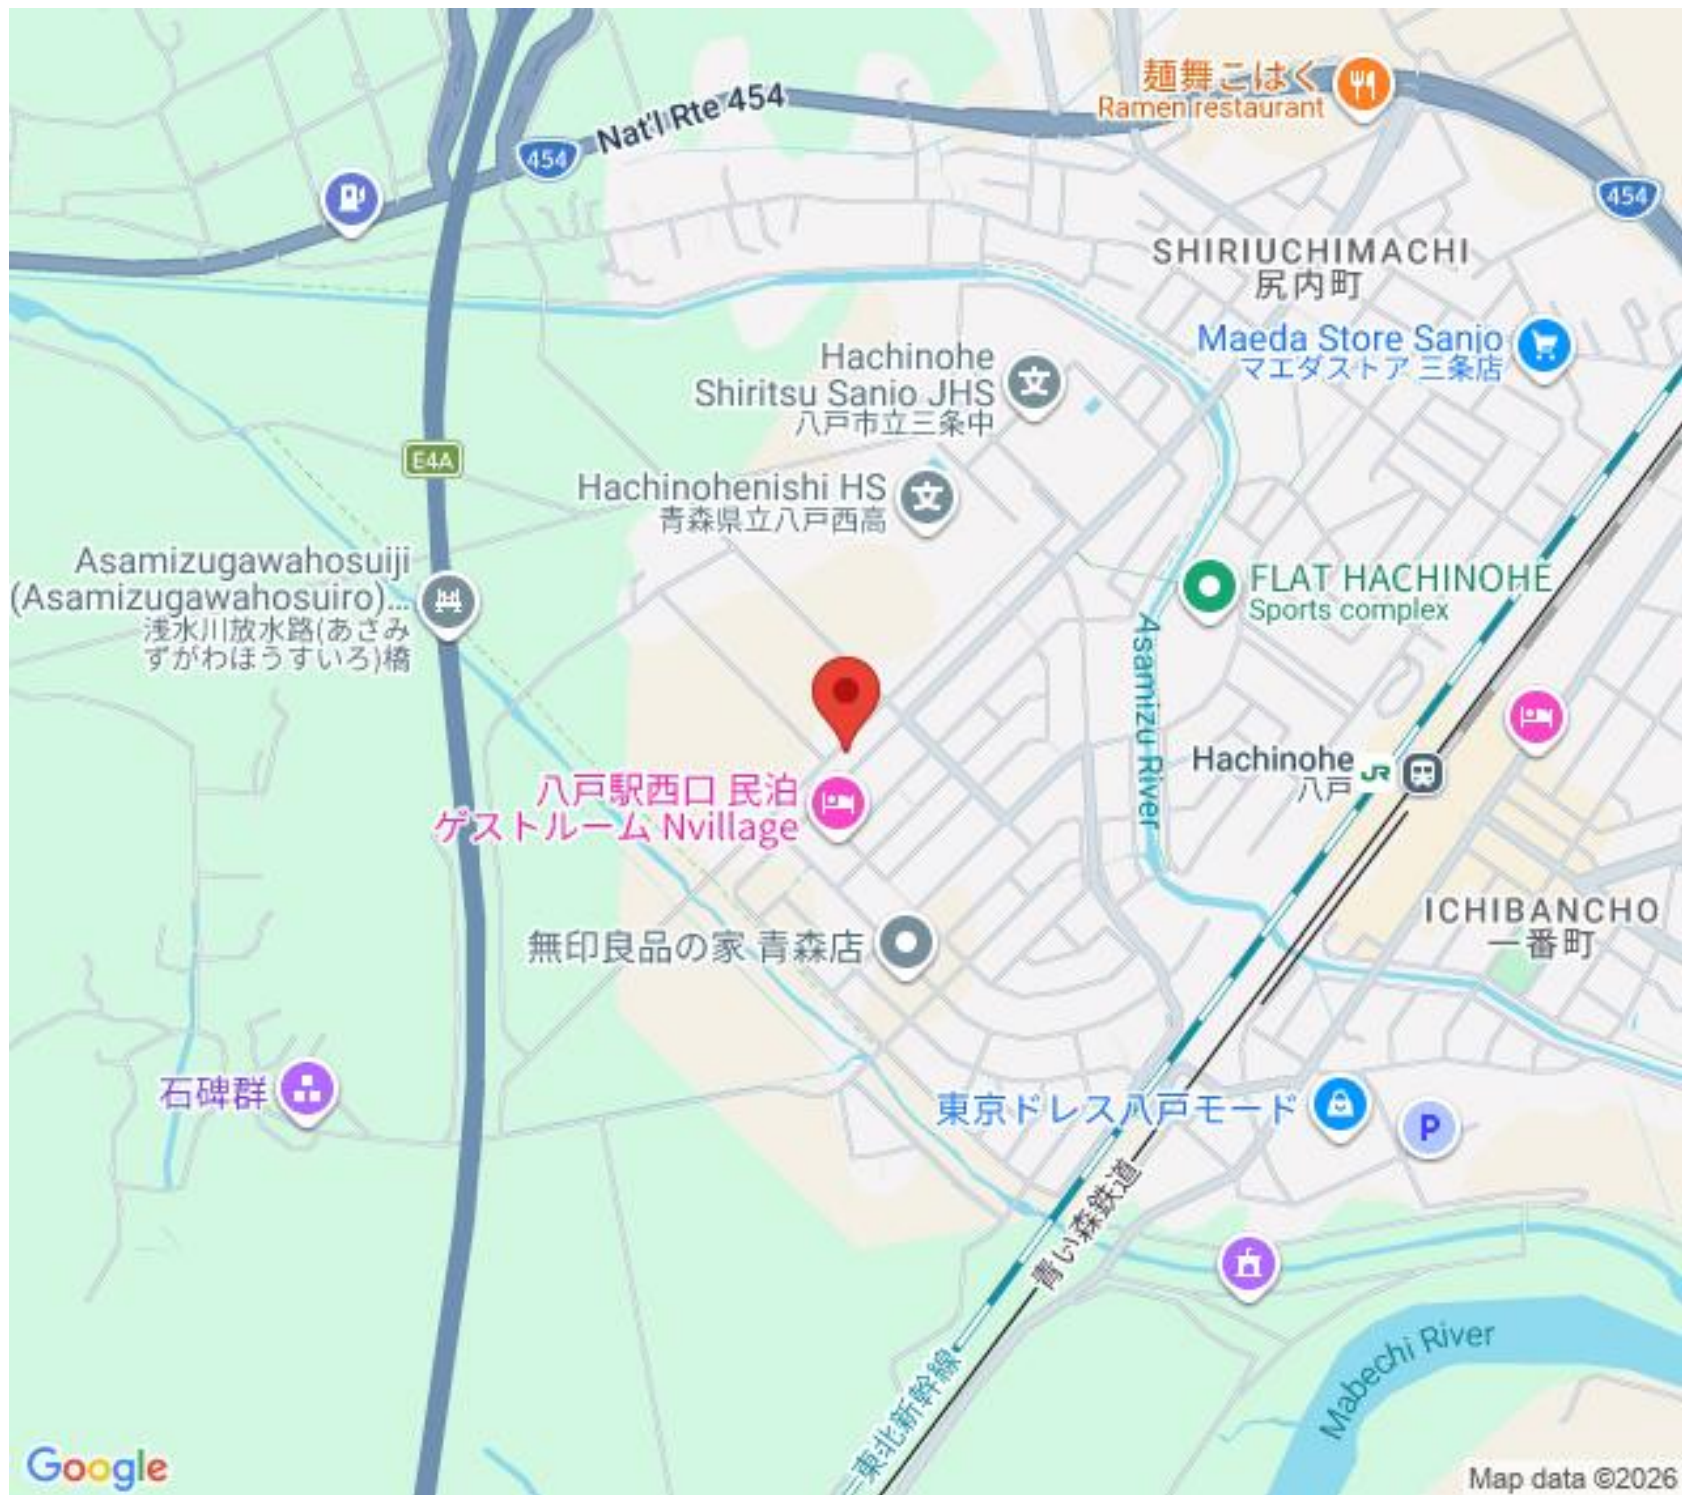 麺舞こはく
Ramen restaurant
Nat'l Rte 454
454
454
SHIRIUCHIMACHI
尻内町
Maeda Store Sanjo
マエダストア 三条店
Hachinohe
Shiritsu Sanjo JHS
八戸市立三条中
E4A
Hachinohenishi HS
青森県立八戸西高
Asamizugawahosuiji
(Asamizugawahosuiro)...
浅水川放水路(あさみ
ずがわほうすいろ)橋
FLAT HACHINOHE
Sports complex
Asamizu River
Hachinohe
八戸
JR
八戸駅西口 民泊
ゲストルーム Nvillage
ICHIBANCHO
一番町
無印良品の家 青森店
石碑群
東京ドレス八戸モード
P
青い森鉄道
東北新幹線
Mabechi River
Google
Map data ©2026